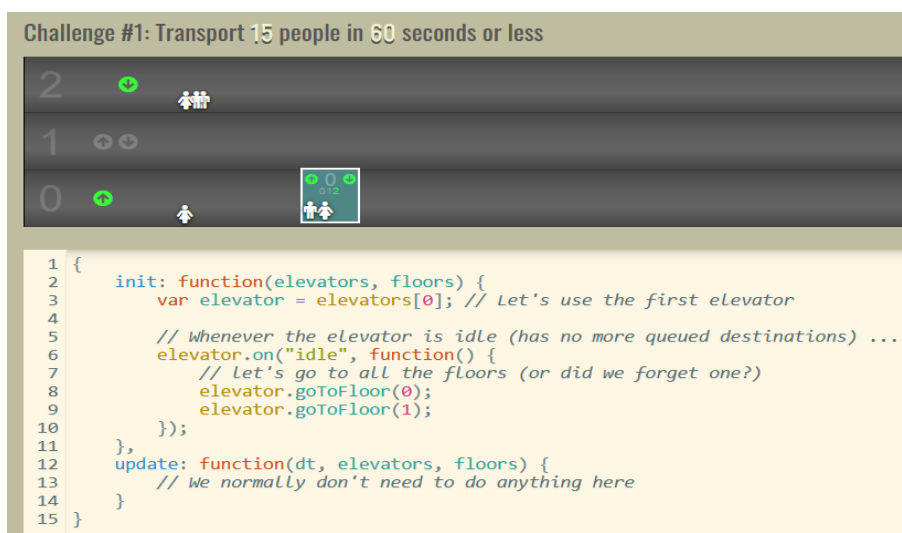 Challenge #1: Transport 15 people in 60 seconds or less
2
1
0
0
0 1 2
1 {
2 init: function(elevators, floors) {
3 var elevator = elevators[0]; // Let's use the first elevator
4
5 // Whenever the elevator is idle (has no more queued destinations) ...
6 elevator.on("idle", function() {
7 // let's go to all the floors (or did we forget one?)
8 elevator.goToFloor(0);
9 elevator.goToFloor(1);
10 });
11 },
12 update: function(dt, elevators, floors) {
13 // We normally don't need to do anything here
14 }
15 }